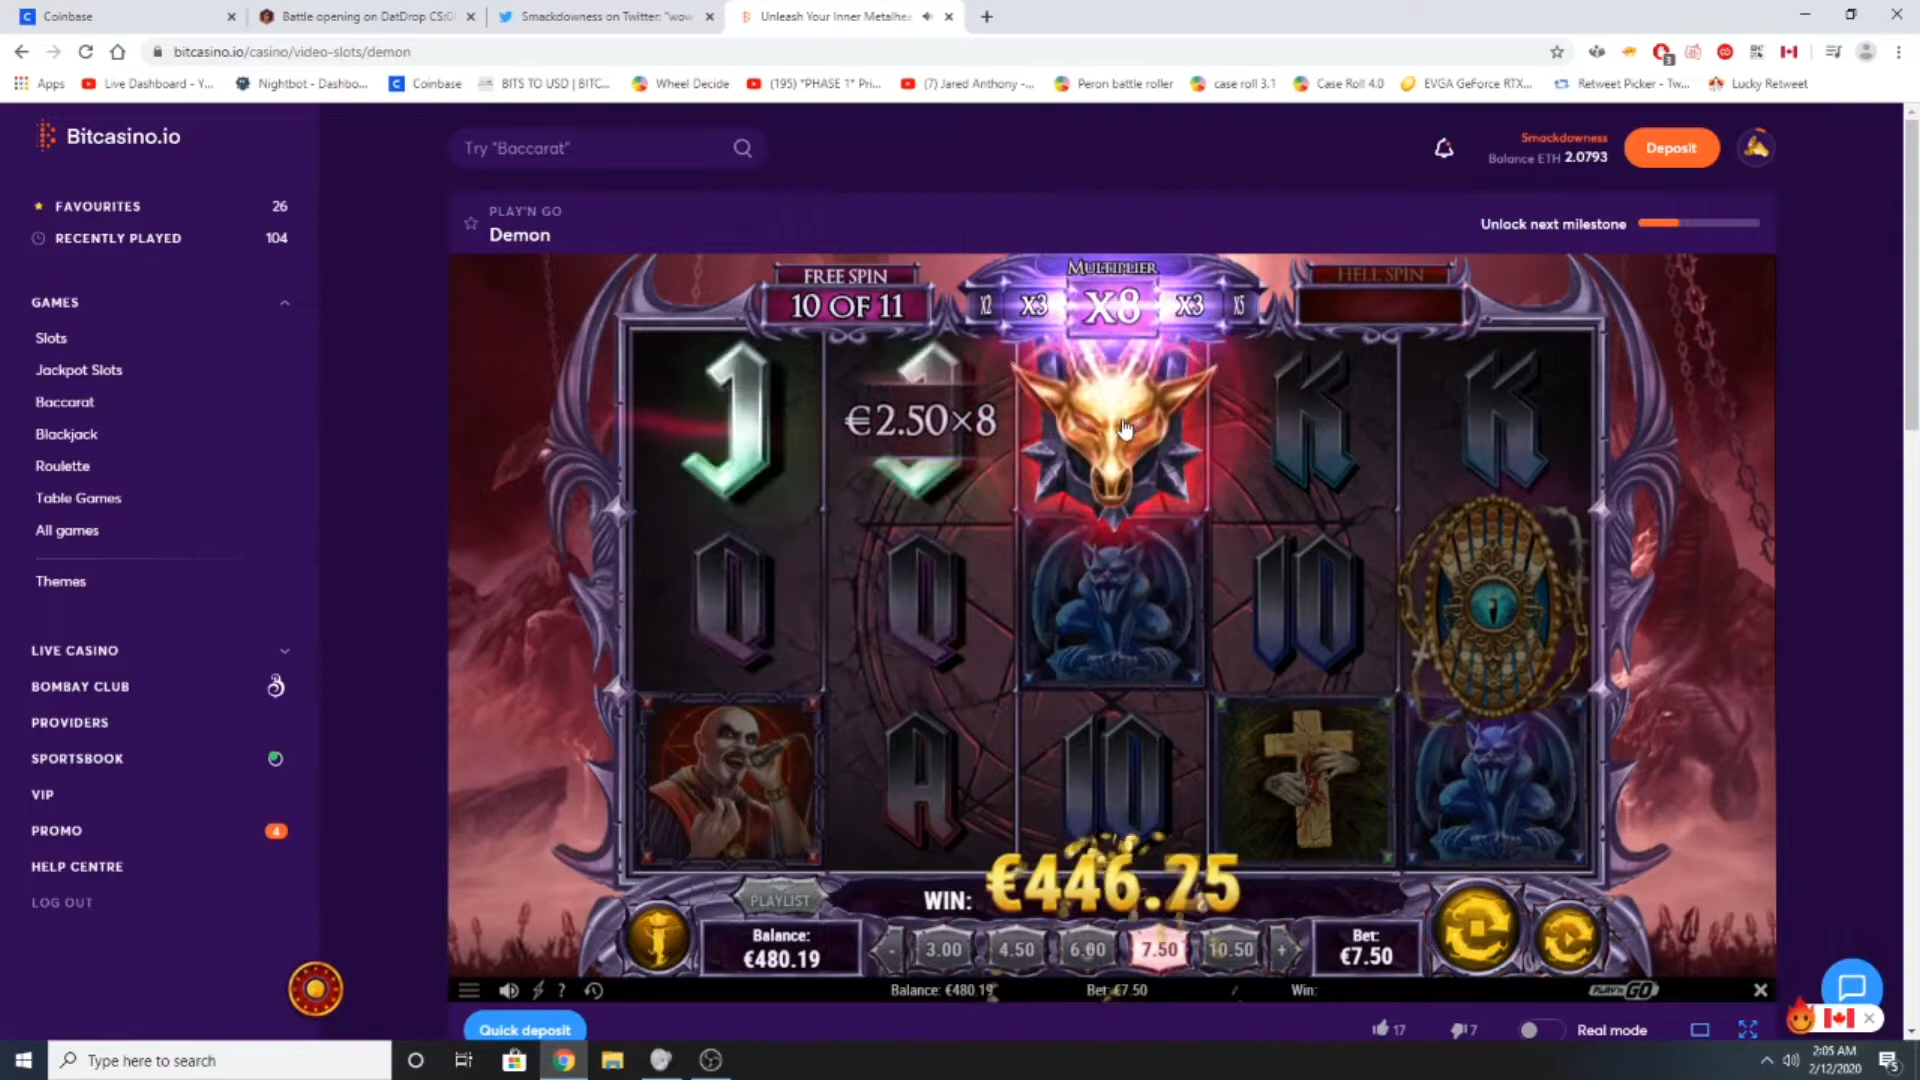 Coinbase
Battle opening on DatDrop CS:G
Smackdowness on Twitter: "wow
Unleash Your Inner Metalhea
bitcasino.io/casino/video-slots/demon
Apps
Live Dashboard - Y...
Nightbot - Dashbo...
Coinbase
BITS TO USD | BITC...
Wheel Decide
(195) *PHASE 1* Pri...
(7) Jared Anthony -...
Peron battle roller
case roll 3.1
Case Roll 4.0
EVGA GeForce RTX...
Retweet Picker - Tw...
Lucky Retweet
Bitcasino.io
Try "Baccarat"
Smackdowness
Balance ETH 2.0793
Deposit
FAVOURITES 26
RECENTLY PLAYED 104
PLAY'N GO
Demon
Unlock next milestone
GAMES
Slots
Jackpot Slots
Baccarat
Blackjack
Roulette
Table Games
All games
Themes
LIVE CASINO
BOMBAY CLUB
PROVIDERS
SPORTSBOOK
VIP
PROMO 4
HELP CENTRE
LOG OUT
FREE SPIN
10 OF 11
MULTIPLIER
X2 X3 X8 X3 X5
HELL SPIN
J J K K
€2.50×8
Q Q 10
A 10
WIN: €446.75
PLAYLIST
Balance:
€480.19
- 3.00 4.50 6.00 7.50 10.50 +
Bet:
€7.50
Balance: €480.19 Bet: €7.50 Win:
PLAY'N GO
Quick deposit
17
7
Real mode
Type here to search
2:05 AM
2/12/2020
5